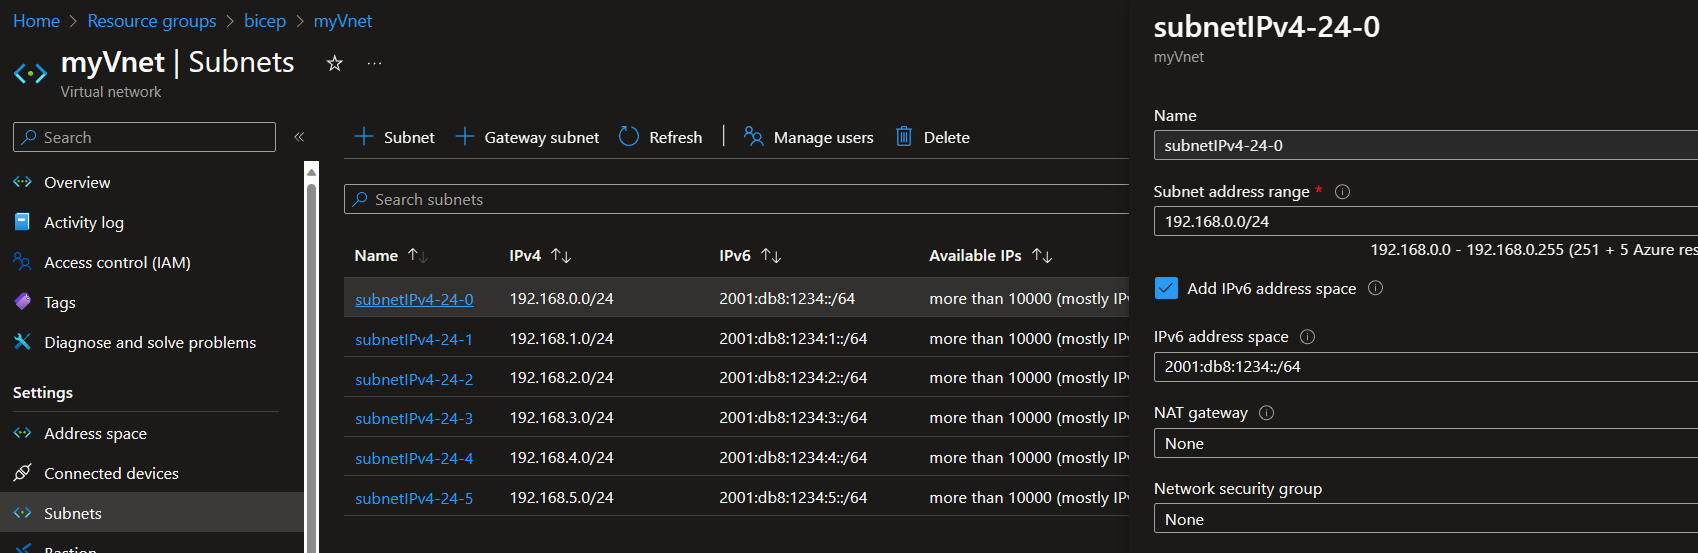 Home > Resource groups > bicep > myVnet
myVnet | Subnets
Virtual network
Search
Overview
Activity log
Access control (IAM)
Tags
Diagnose and solve problems
Settings
Address space
Connected devices
Subnets
Bastion
Subnet
Gateway subnet
Refresh
Manage users
Delete
Search subnets
Name IPv4 IPv6 Available IPs
subnetIPv4-24-0 192.168.0.0/24 2001:db8:1234::/64 more than 10000 (mostly IPv
subnetIPv4-24-1 192.168.1.0/24 2001:db8:1234:1::/64 more than 10000 (mostly IPv
subnetIPv4-24-2 192.168.2.0/24 2001:db8:1234:2::/64 more than 10000 (mostly IPv
subnetIPv4-24-3 192.168.3.0/24 2001:db8:1234:3::/64 more than 10000 (mostly IPv
subnetIPv4-24-4 192.168.4.0/24 2001:db8:1234:4::/64 more than 10000 (mostly IPv
subnetIPv4-24-5 192.168.5.0/24 2001:db8:1234:5::/64 more than 10000 (mostly IPv
subnetIPv4-24-0
myVnet
Name
subnetIPv4-24-0
Subnet address range *
192.168.0.0/24
192.168.0.0 - 192.168.0.255 (251 + 5 Azure res
Add IPv6 address space
IPv6 address space
2001:db8:1234::/64
NAT gateway
None
Network security group
None